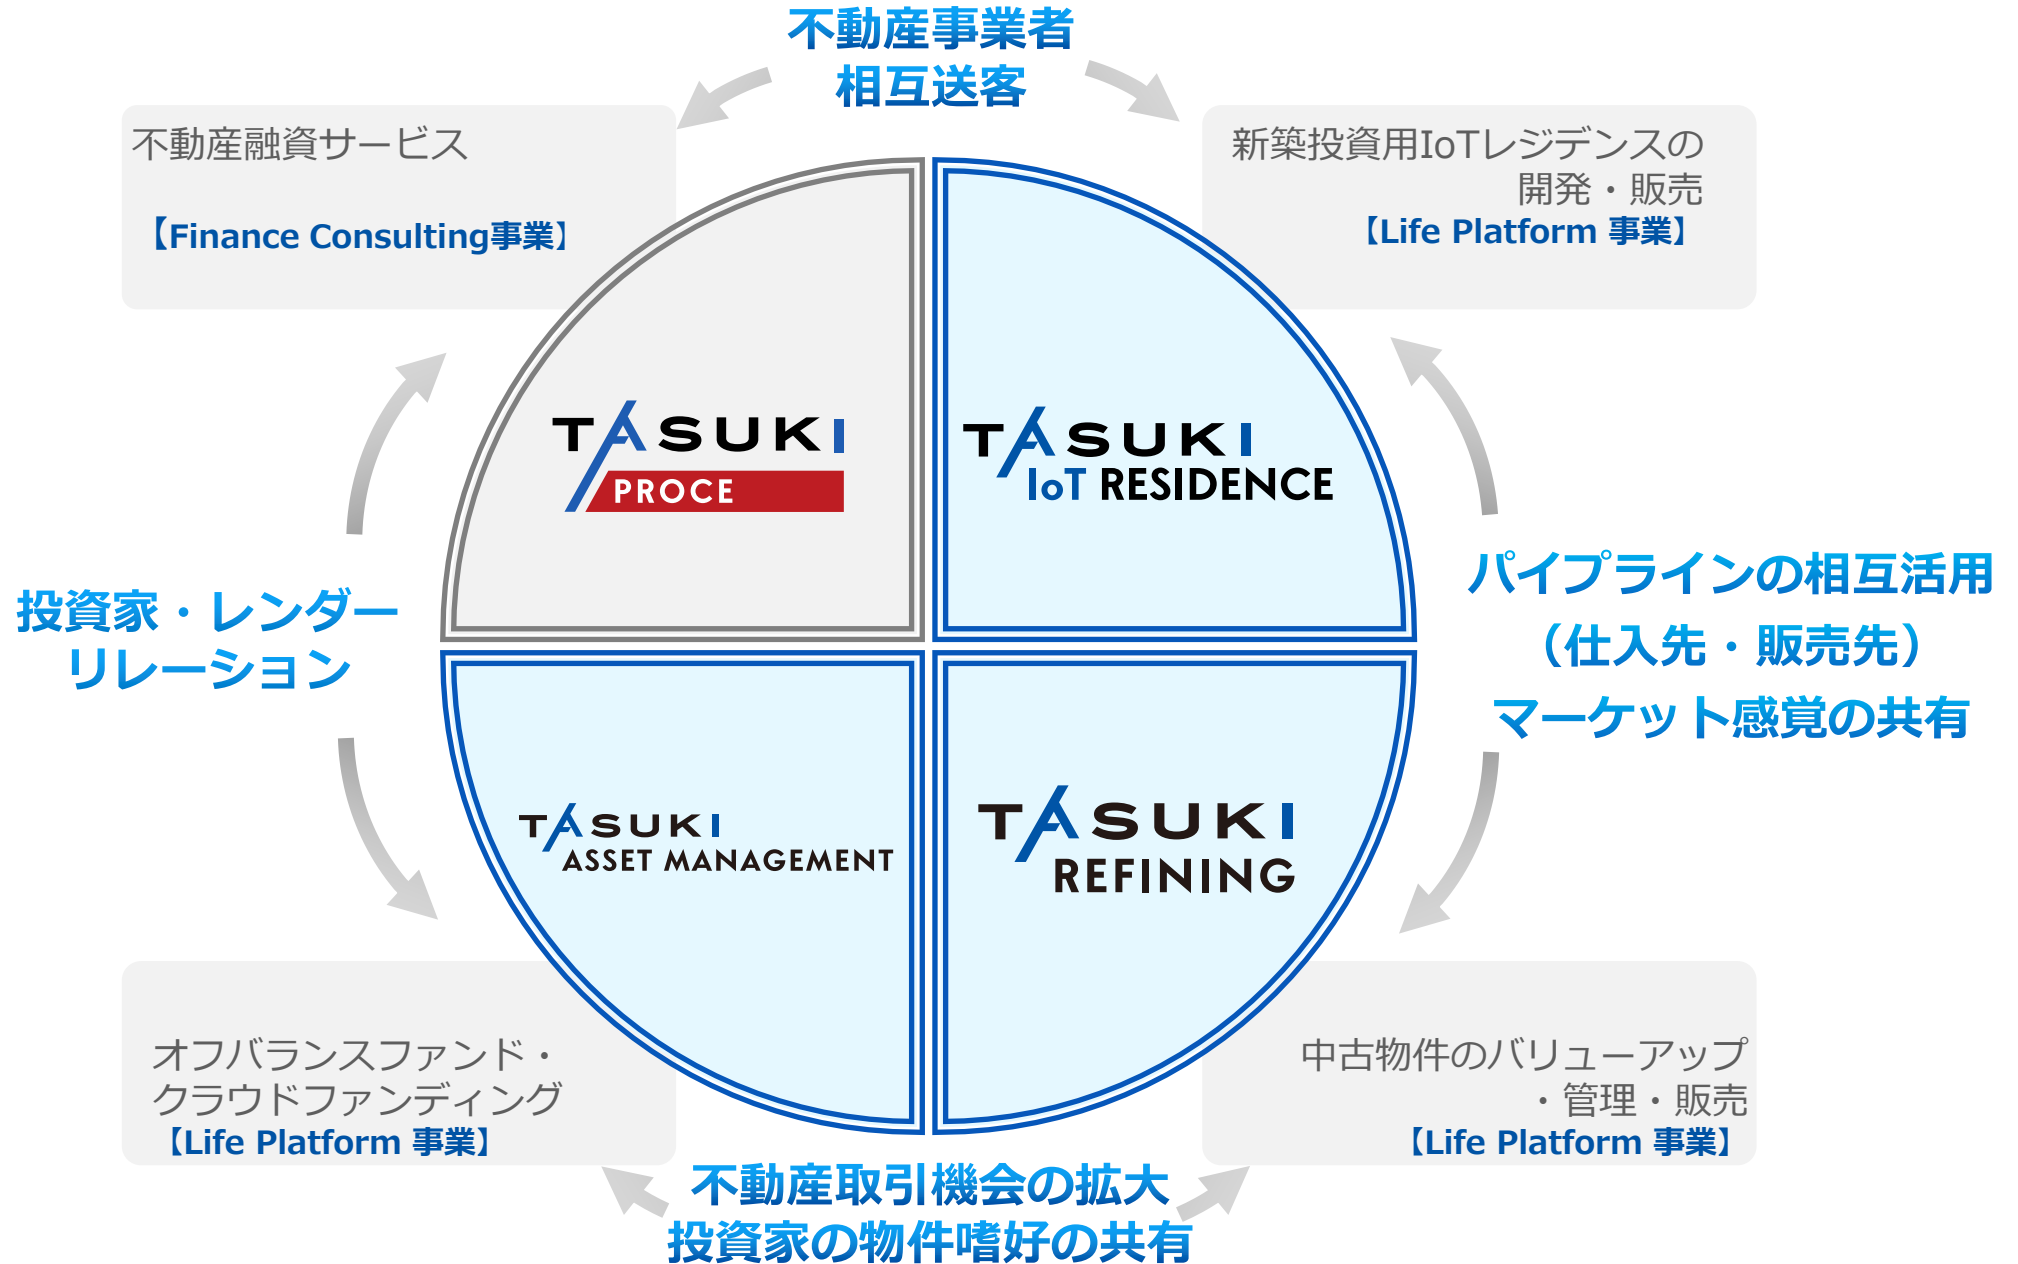 不動産事業者
相互送客
不動産融資サービス
【Finance Consulting事業】
新築投資用IoTレジデンスの
開発・販売
【Life Platform 事業】
TASUKI
PROCE
TASUKI
IoT RESIDENCE
投資家・レンダー
リレーション
パイプラインの相互活用
（仕入先・販売先）
マーケット感覚の共有
TASUKI
ASSET MANAGEMENT
TASUKI
REFINING
オフバランスファンド・
クラウドファンディング
【Life Platform 事業】
中古物件のバリューアップ
・管理・販売
【Life Platform 事業】
不動産取引機会の拡大
投資家の物件嗜好の共有